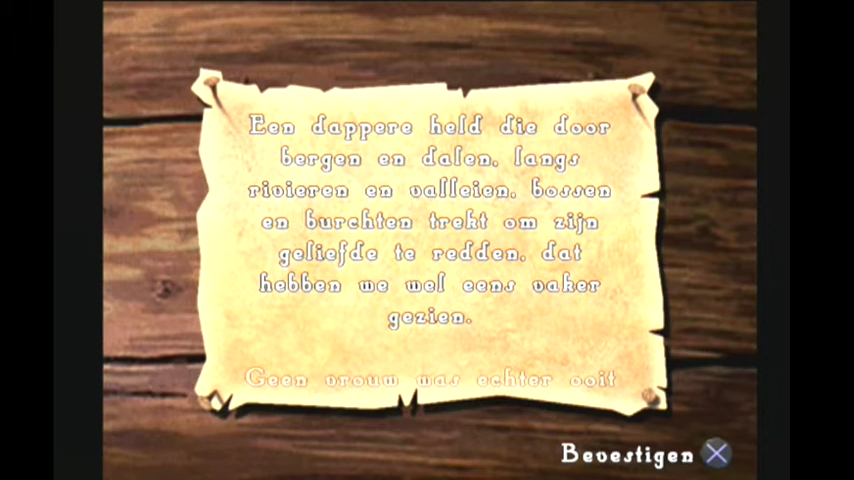 Een dappere held die door
bergen en dalen, langs
rivieren en valleien, bossen
en burchten trekt om zijn
geliefde te redden, dat
hebben we wel eens vaker
gezien.
Geen vrouw was echter ooit
Bevestigen